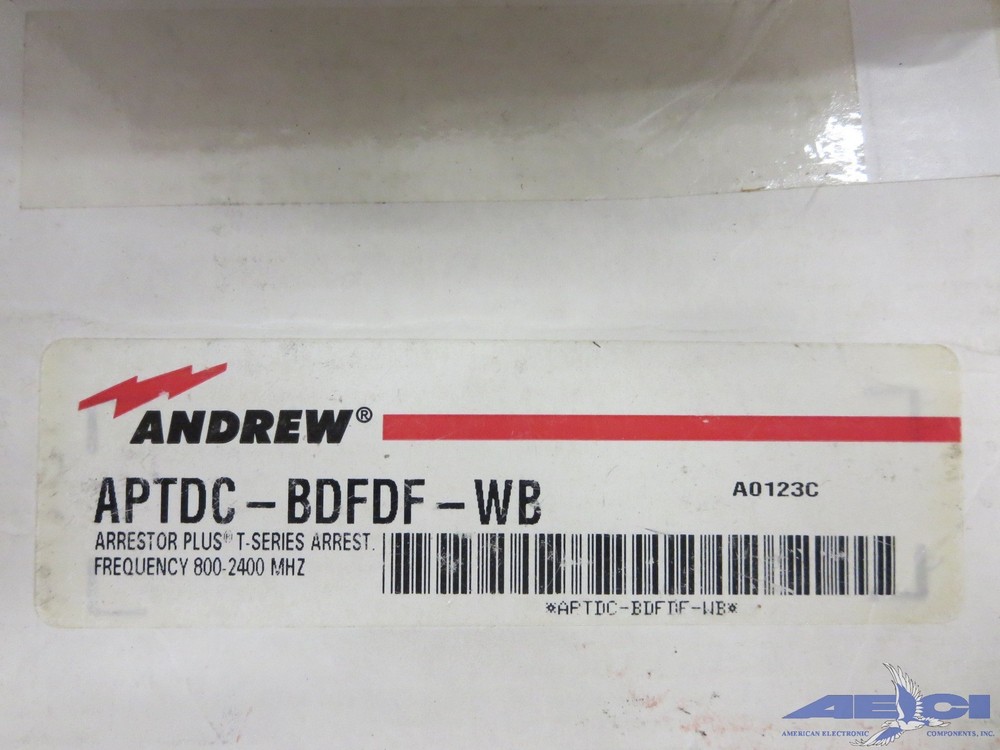 ANDREW®
APTDC-BDFDF-WB
A0123C
ARRESTOR PLUS® T-SERIES ARREST.
FREQUENCY 800-2400 MHZ
*APTDC-BDFDF-WB*
AECI
AMERICAN ELECTRONIC COMPONENTS, INC.